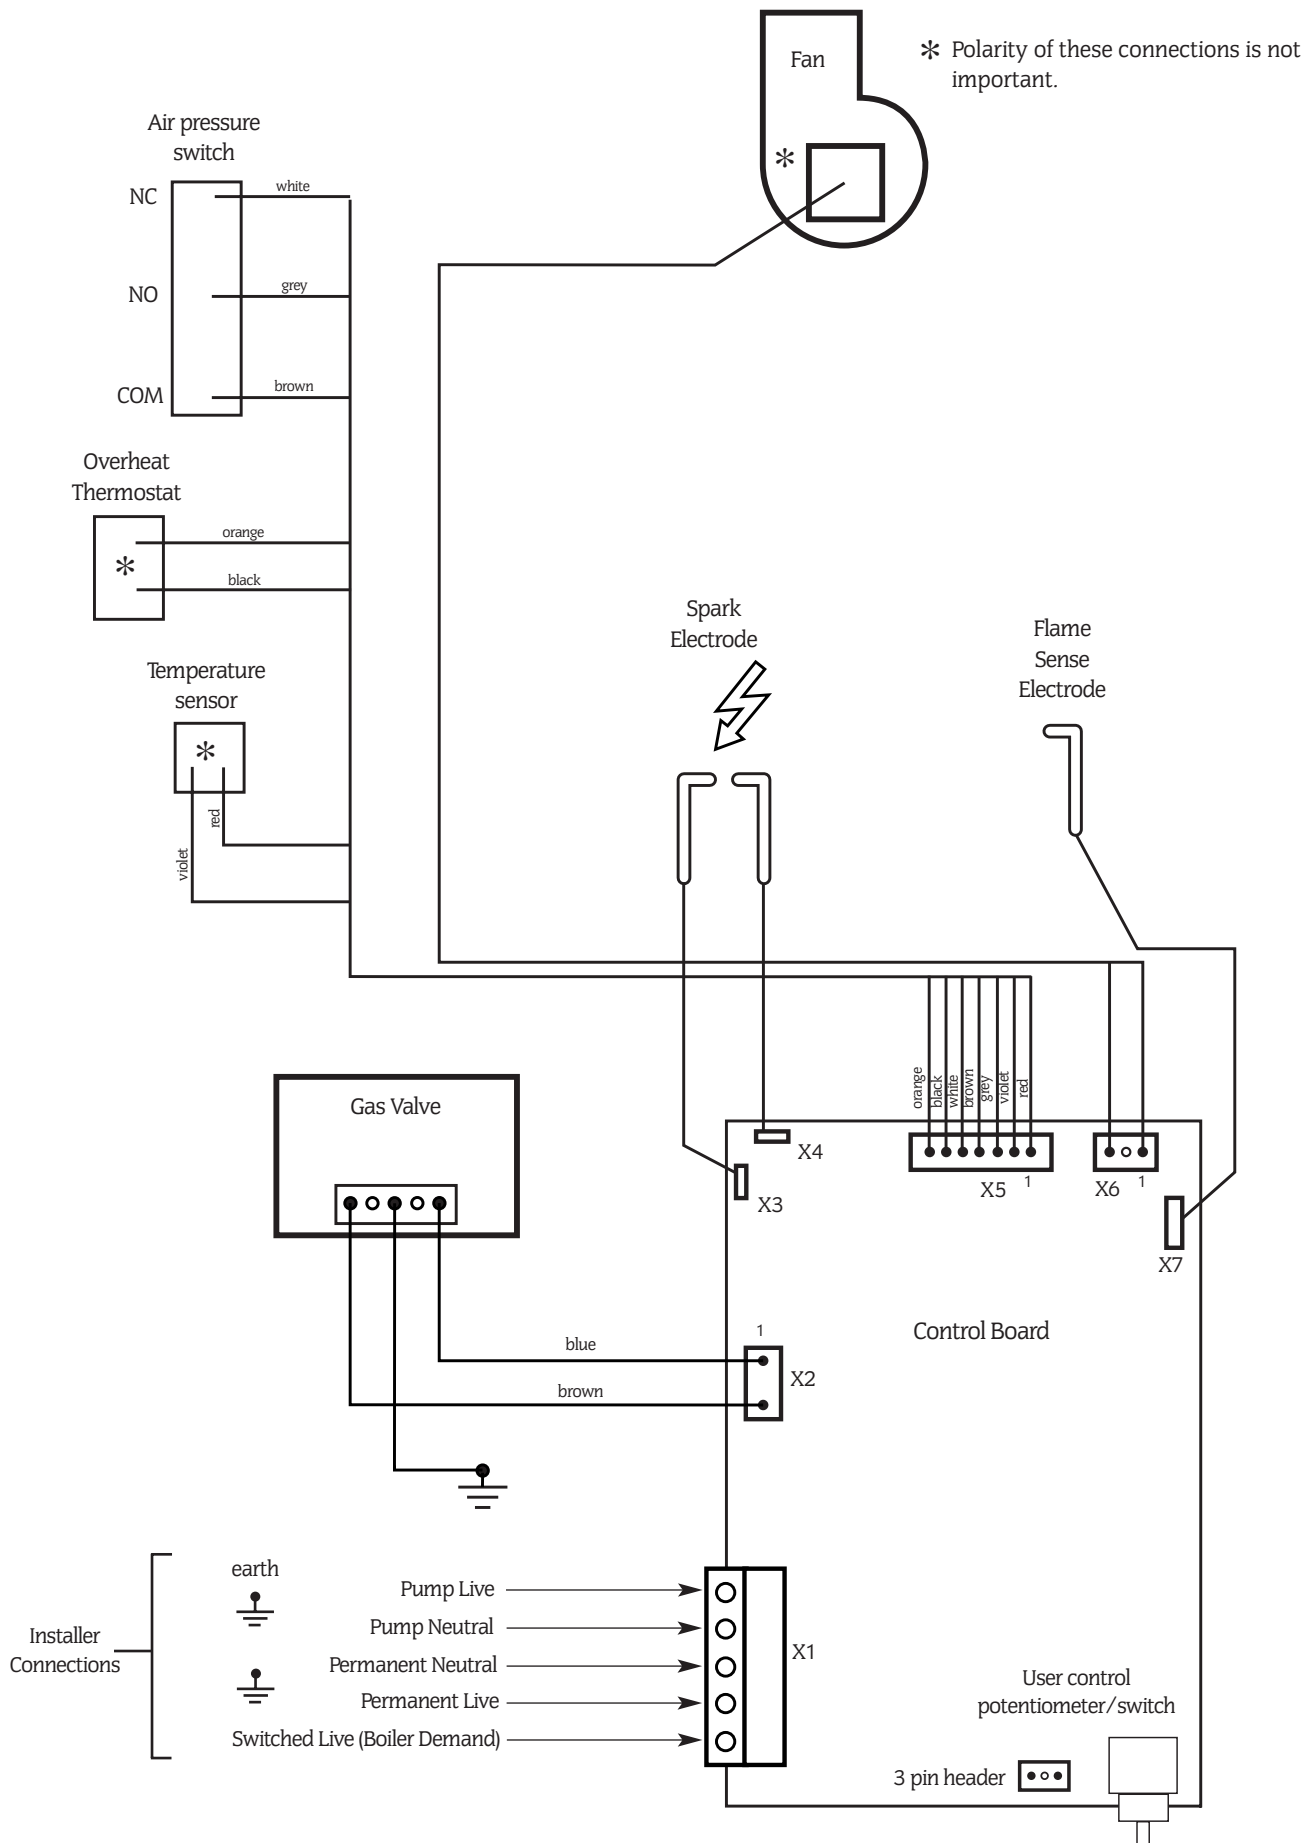 Fan
* Polarity of these connections is not
important.
Air pressure
switch
NC
white
NO
grey
COM
brown
Overheat
Thermostat
*
orange
black
Temperature
sensor
*
red
violet
*
Spark
Electrode
Flame
Sense
Electrode
orange
black
white
brown
grey
violet
red
Gas Valve
X4
X3
X5
1
X6
1
X7
Control Board
1
X2
blue
brown
earth
Installer
Connections
Pump Live
Pump Neutral
Permanent Neutral
Permanent Live
Switched Live (Boiler Demand)
X1
User control
potentiometer/switch
3 pin header